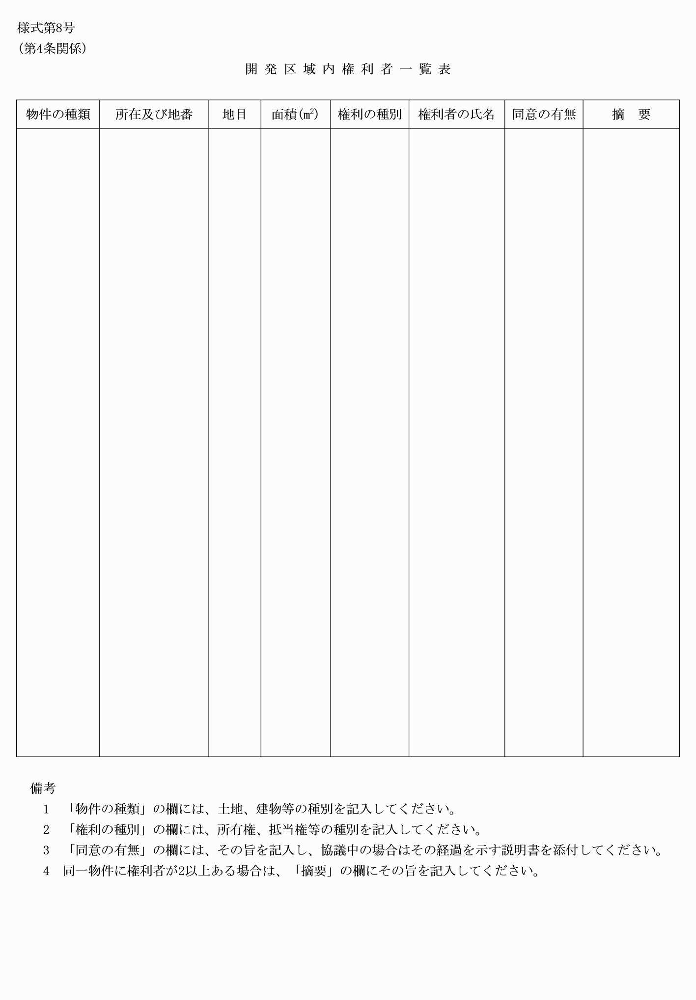 様式第8号
（第4条関係）
開発区域内権利者一覧表
物件の種類 所在及び地番 地目 面積(㎡) 権利の種別 権利者の氏名 同意の有無 摘　要
備考
1　「物件の種類」の欄には、土地、建物等の種別を記入してください。
2　「権利の種別」の欄には、所有権、抵当権等の種別を記入してください。
3　「同意の有無」の欄には、その旨を記入し、協議中の場合はその経過を示す説明書を添付してください。
4　同一物件に権利者が2以上ある場合は、「摘要」の欄にその旨を記入してください。